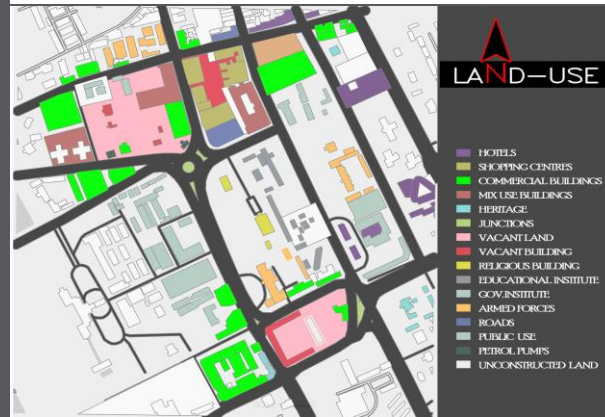 LAND-USE
HOTELS
SHOPPING CENTRES
COMMERCIAL BUILDINGS
MIX USE BUILDINGS
HERITAGE
JUNCTIONS
VACANT LAND
VACANT BUILDING
RELIGIOUS BUILDING
EDUCATIONAL INSTITUTE
GOV.INSTITUTE
ARMED FORCES
ROADS
PUBLIC USE
PETROL PUMPS
UNCONSTRUCTED LAND